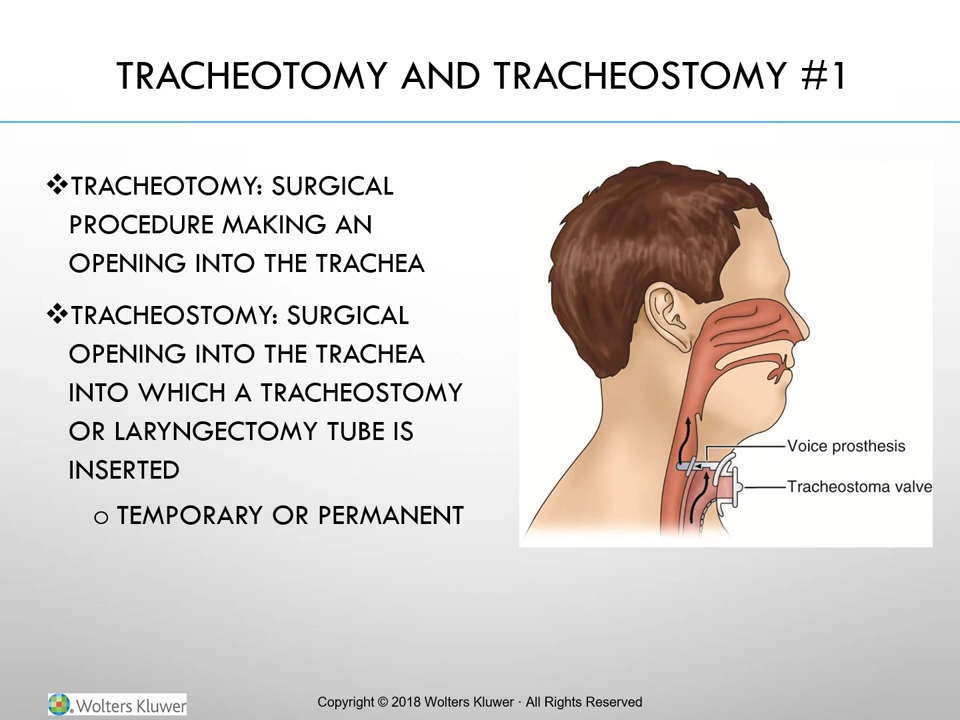 TRACHEOTOMY AND TRACHEOSTOMY #1
❖TRACHEOTOMY: SURGICAL
PROCEDURE MAKING AN
OPENING INTO THE TRACHEA
❖TRACHEOSTOMY: SURGICAL
OPENING INTO THE TRACHEA
INTO WHICH A TRACHEOSTOMY
OR LARYNGECTOMY TUBE IS
INSERTED
o TEMPORARY OR PERMANENT
Voice prosthesis
Tracheostoma valve
Wolters Kluwer
Copyright © 2018 Wolters Kluwer · All Rights Reserved